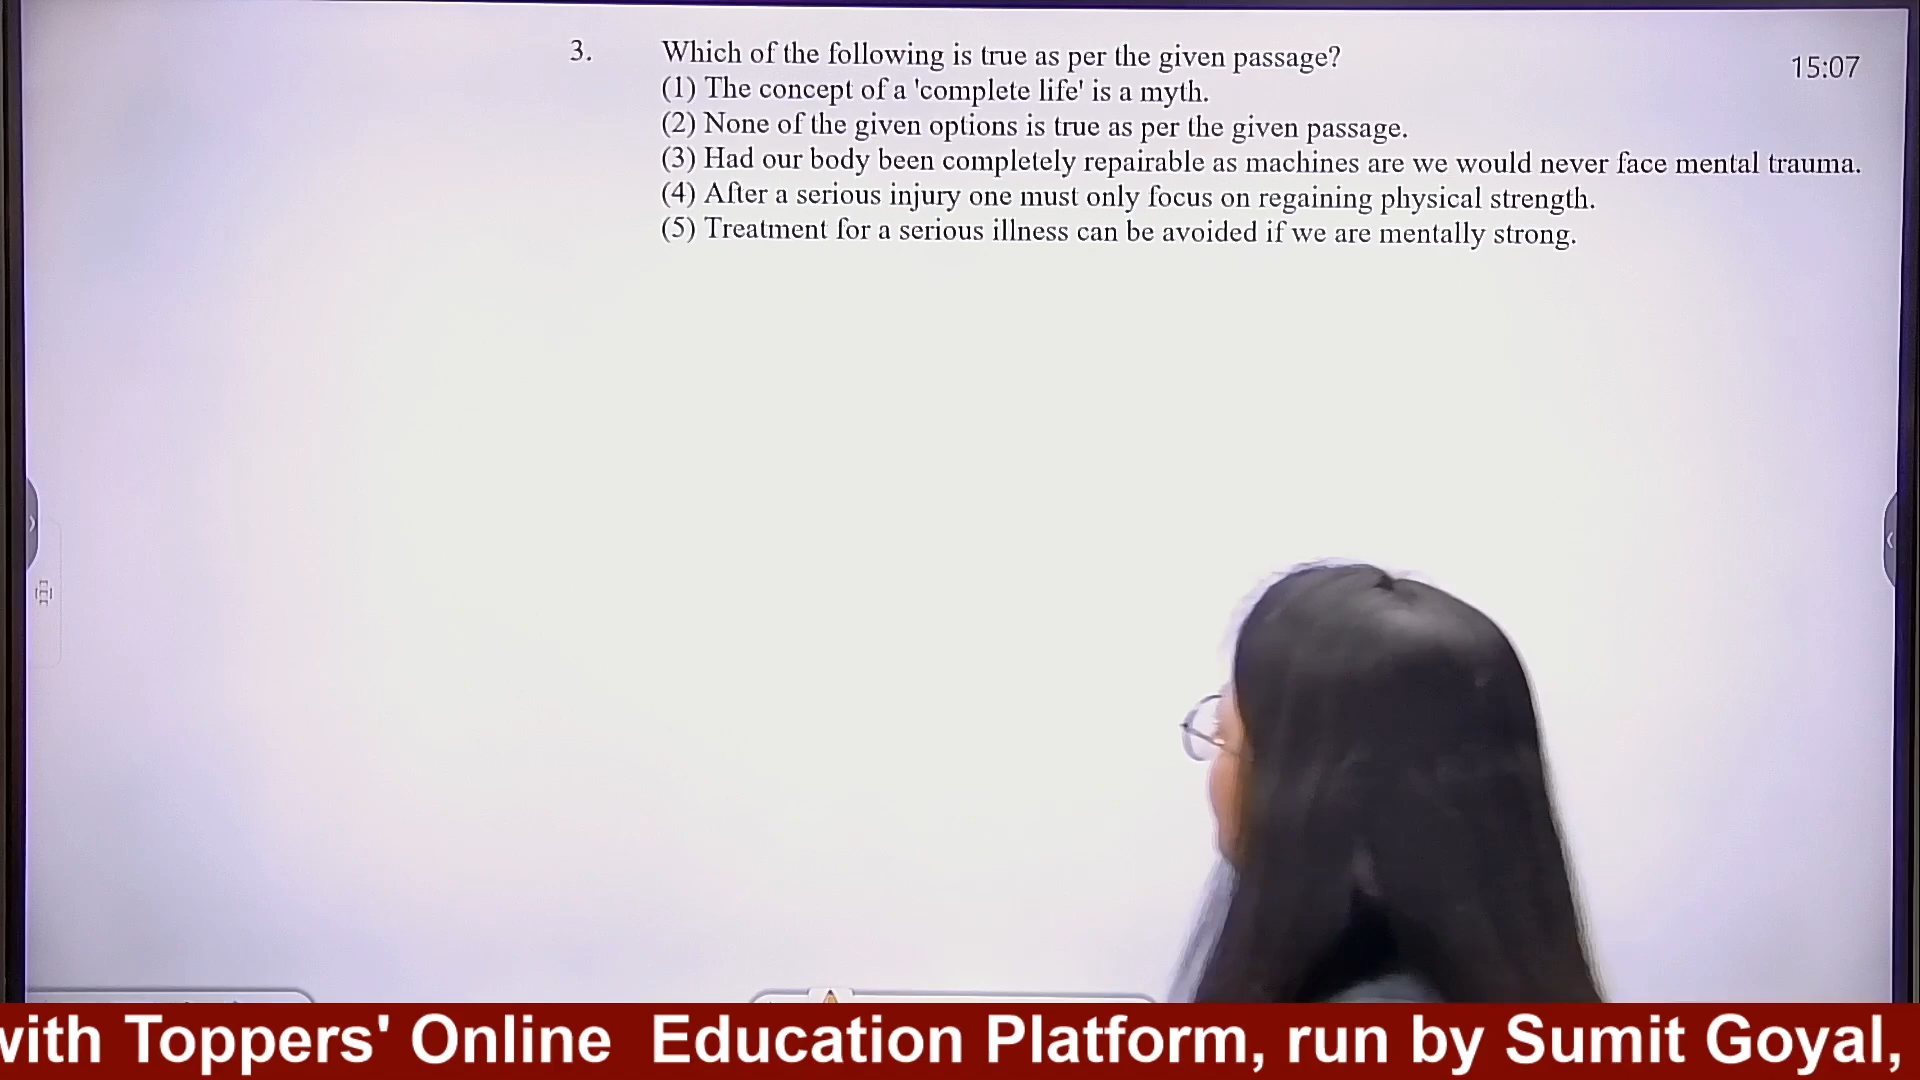 3. Which of the following is true as per the given passage?
15:07
(1) The concept of a 'complete life' is a myth.
(2) None of the given options is true as per the given passage.
(3) Had our body been completely repairable as machines are we would never face mental trauma.
(4) After a serious injury one must only focus on regaining physical strength.
(5) Treatment for a serious illness can be avoided if we are mentally strong.
with Toppers' Online Education Platform, run by Sumit Goyal,